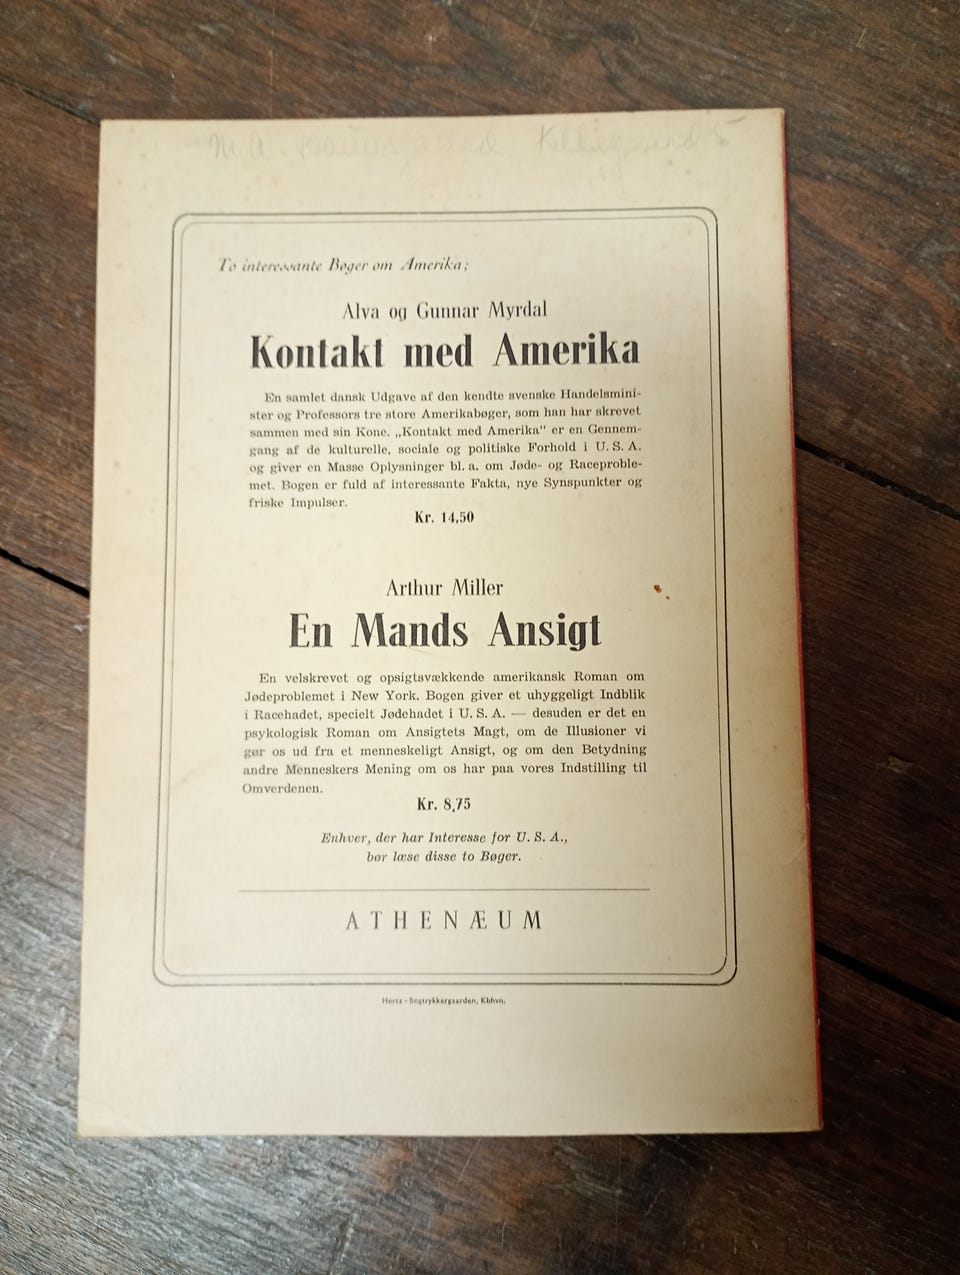 M. A.
To interessante Bøger om Amerika;
Alva og Gunnar Myrdal
Kontakt med Amerika
En samlet dansk Udgave af den kendte svenske Handelsmini-
ster og Professors tre store Amerikabøger, som han har skrevet
sammen med sin Kone. „Kontakt med Amerika“ er en Gennem-
gang af de kulturelle, sociale og politiske Forhold i U. S. A.
og giver en Masse Oplysninger bl. a. om Jøde- og Raceproble-
met. Bogen er fuld af interessante Fakta, nye Synspunkter og
friske Impulser.
Kr. 14,50
Arthur Miller
En Mands Ansigt
En velskrevet og opsigtsvækkende amerikansk Roman om
Jødeproblemet i New York. Bogen giver et uhyggeligt Indblik
i Racehadet, specielt Jødehadet i U. S. A. — desuden er det en
psykologisk Roman om Ansigtets Magt, om de Illusioner vi
gør os ud fra et menneskeligt Ansigt, og om den Betydning
andre Menneskers Mening om os har paa vores Indstilling til
Omverdenen.
Kr. 8,75
Enhver, der har Interesse for U. S. A.,
bør læse disse to Bøger.
ATHENÆUM
Hertz - Bogtrykkergaarden, Kbhvn.